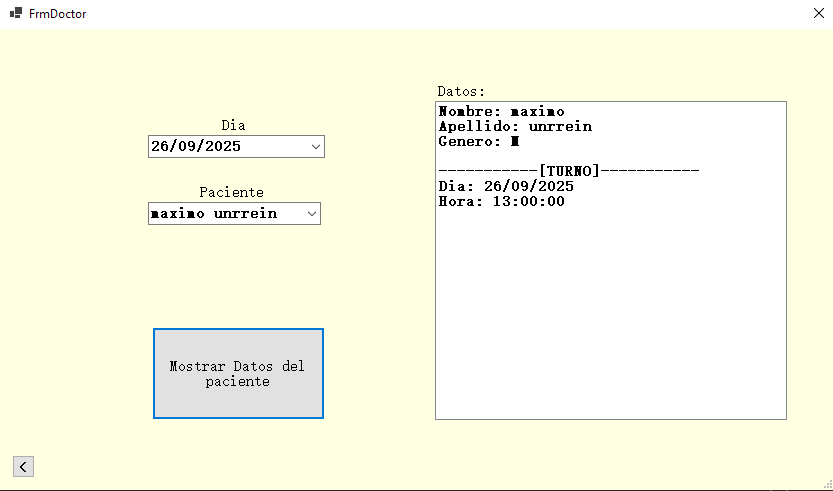 FrmDoctor
Dia
26/09/2025
Paciente
maximo unrrein
Mostrar Datos del
paciente
<
Datos:
Nombre: maximo
Apellido: unrrein
Genero: M
-----------[TURNO]-----------
Dia: 26/09/2025
Hora: 13:00:00